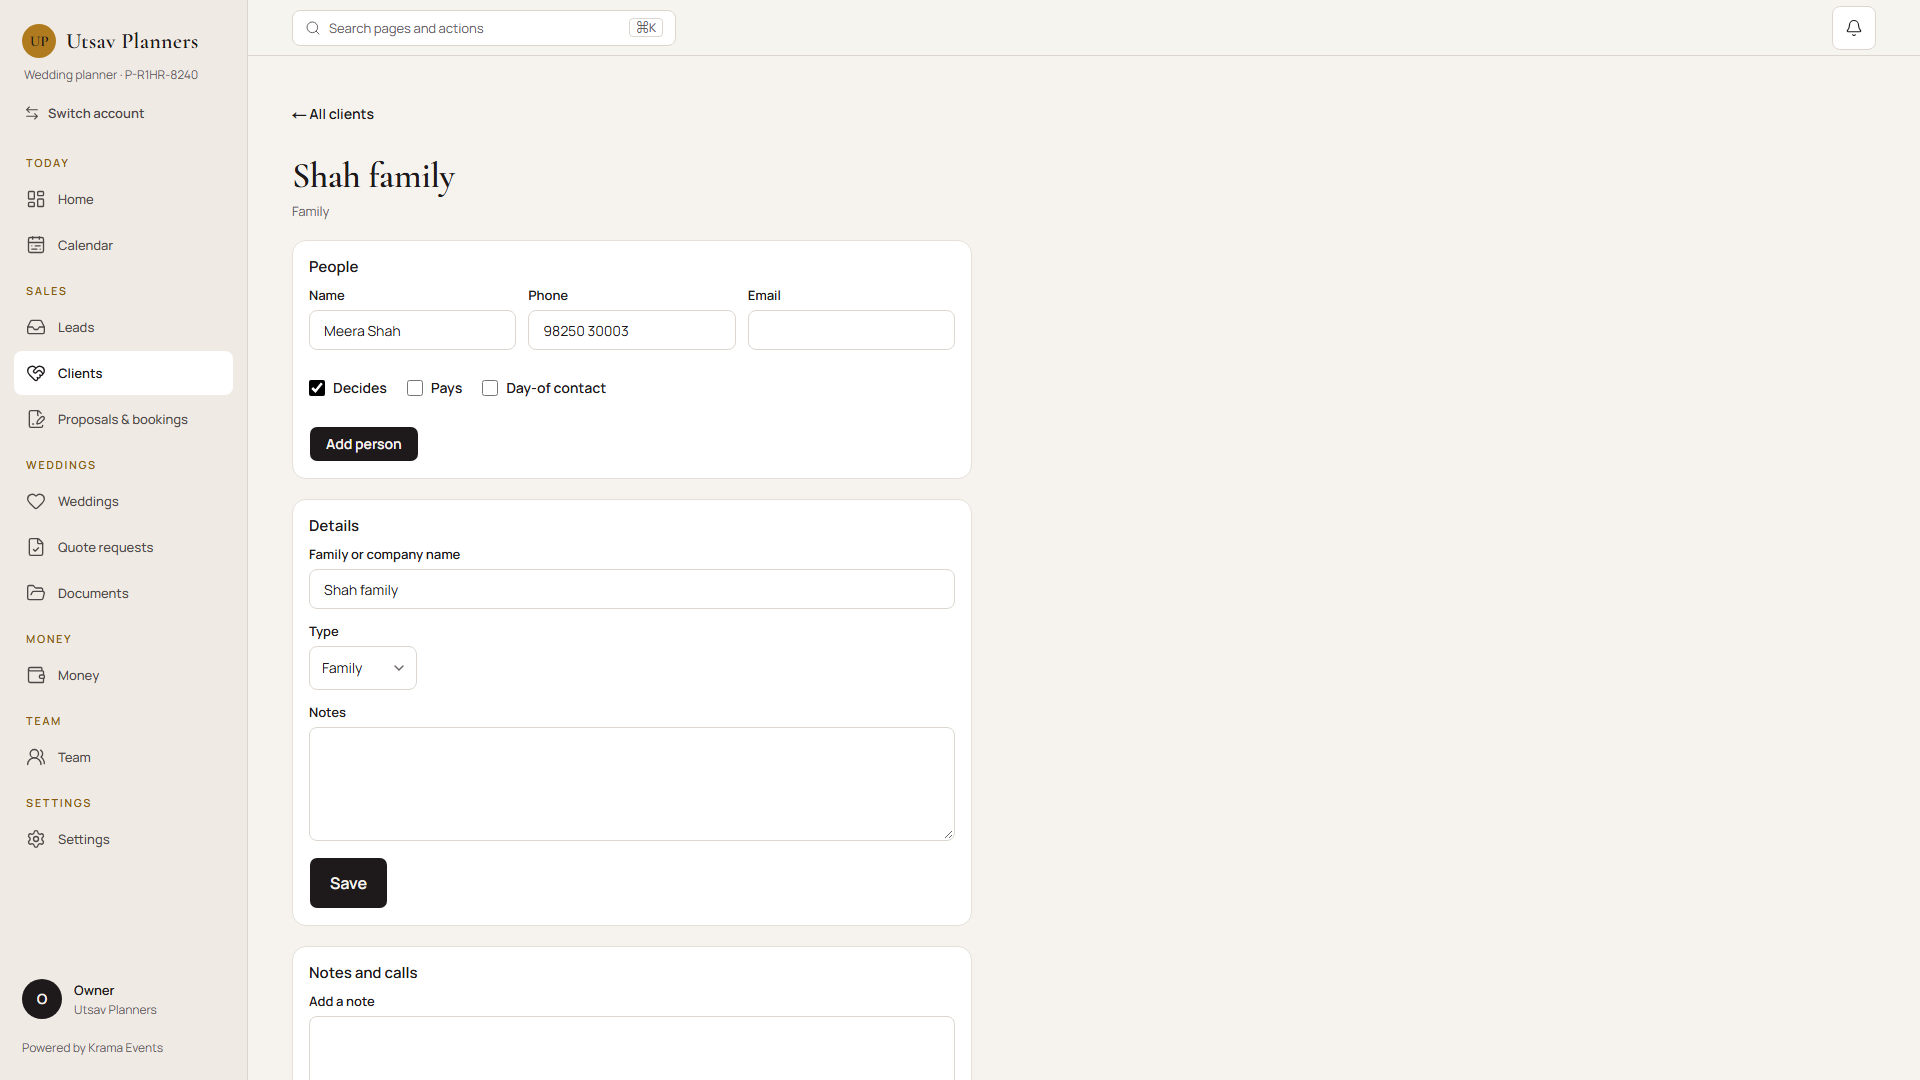 UP Utsav Planners
Wedding planner · P-R1HR-8240
Switch account
TODAY
Home
Calendar
SALES
Leads
Clients
Proposals & bookings
WEDDINGS
Weddings
Quote requests
Documents
MONEY
Money
TEAM
Team
SETTINGS
Settings
O
Owner
Utsav Planners
Powered by Krama Events
Search pages and actions ⌘K
← All clients
Shah family
Family
People
Name Phone Email
Meera Shah 98250 30003
Decides Pays Day-of contact
Add person
Details
Family or company name
Shah family
Type
Family
Notes
Save
Notes and calls
Add a note